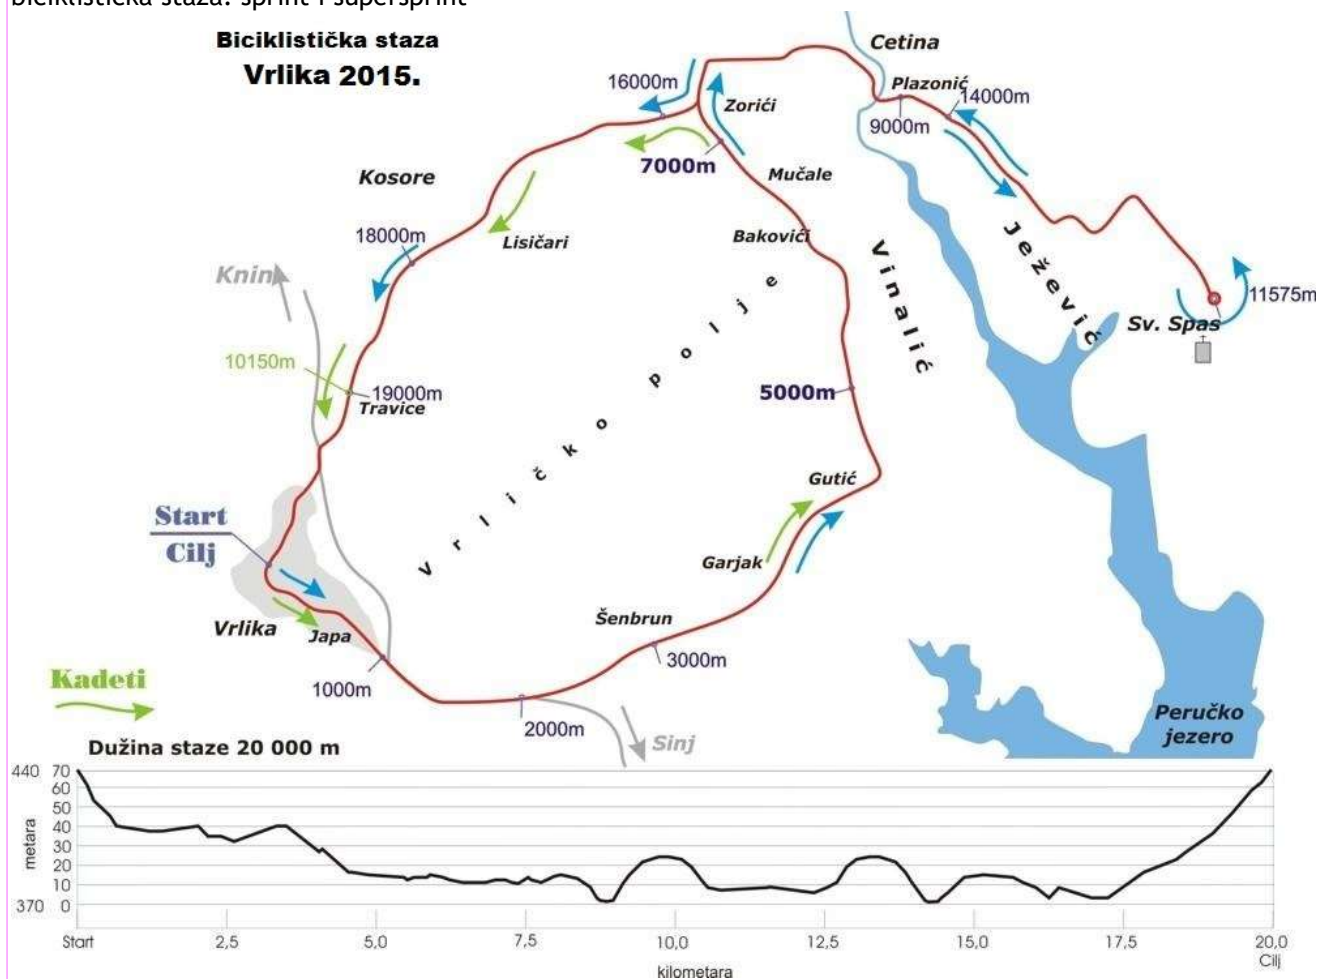 biciklistička staza: sprint i supersprint
Biciklistička staza
Vrlika 2015.
Cetina
16000m
Zorići
Plazonić
14000m
9000m
7000m
Mučale
Kosore
Lisičari
Bakovići
18000m
Vinalić
Ježević
Knin
11575m
Sv. Spas
10150m
19000m
Travice
5000m
Vrličko polje
Gutić
Start
Cilj
Garjak
Šenbrun
Vrlika
Japa
3000m
1000m
Kadeti
2000m
Sinj
Peručko
jezero
Dužina staze 20 000 m
440 70
60
50
40
30
20
10
370 0
metara
Start 2,5 5,0 7,5 10,0 12,5 15,0 17,5 20,0
Cilj
kilometara